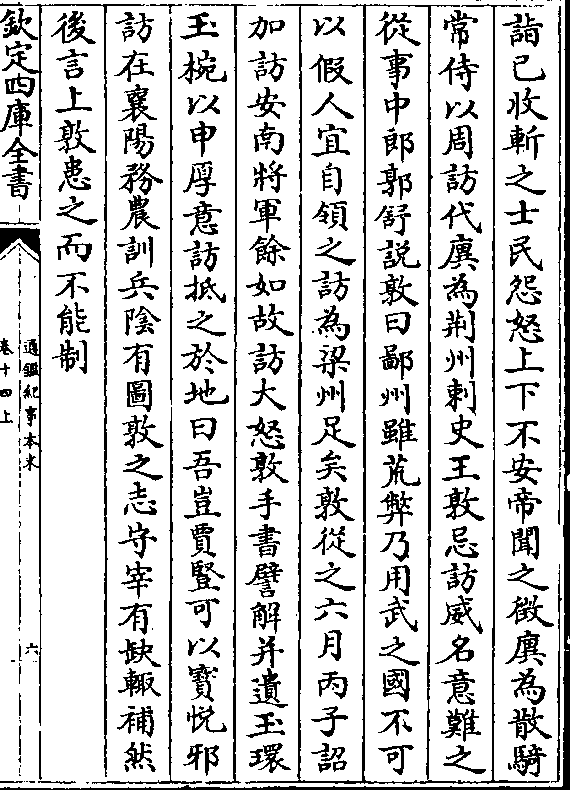 詣已收斬之士民怨怒上下不安帝聞之徴廙為散騎
常侍以周訪代廙為荆州刺史王敦忌訪威名意難之
從事中郎郭舒説敦曰鄙州雖荒弊乃用武之國不可
以假人宜自領之訪為梁州足矣敦從之六月丙子詔
加訪安南將軍餘如故訪大怒敦手書譬解并遺玉環
玉椀以申厚意訪抵之於地曰吾豈賈豎可以寳悦邪
訪在襄陽務農訓兵陰有圖敦之志守宰有缺輙補然
後言上敦患之而不能制
欽定四庫全書
通鑑紀事本末
卷十四上
六